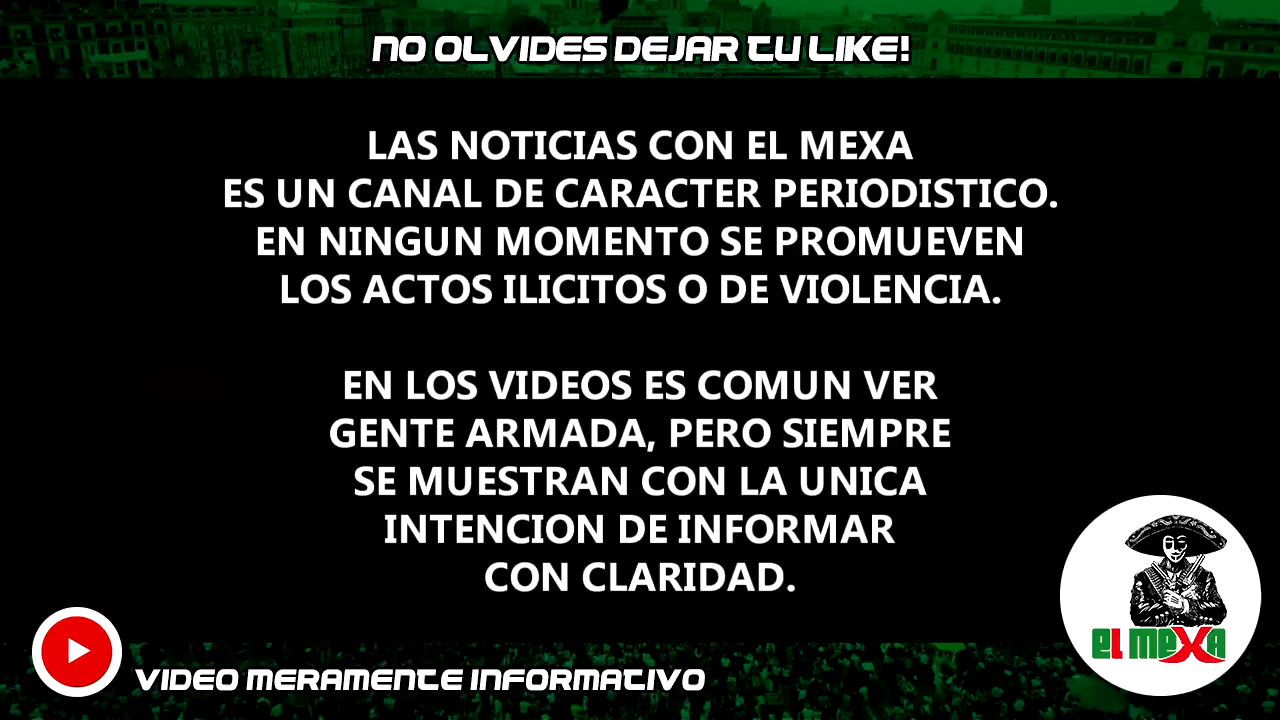 NO OLVIDES DEJAR TU LIKE!
LAS NOTICIAS CON EL MEXA
ES UN CANAL DE CARACTER PERIODISTICO.
EN NINGUN MOMENTO SE PROMUEVEN
LOS ACTOS ILICITOS O DE VIOLENCIA.
EN LOS VIDEOS ES COMUN VER
GENTE ARMADA, PERO SIEMPRE
SE MUESTRAN CON LA UNICA
INTENCION DE INFORMAR
CON CLARIDAD.
EL MEXA
VIDEO MERAMENTE INFORMATIVO